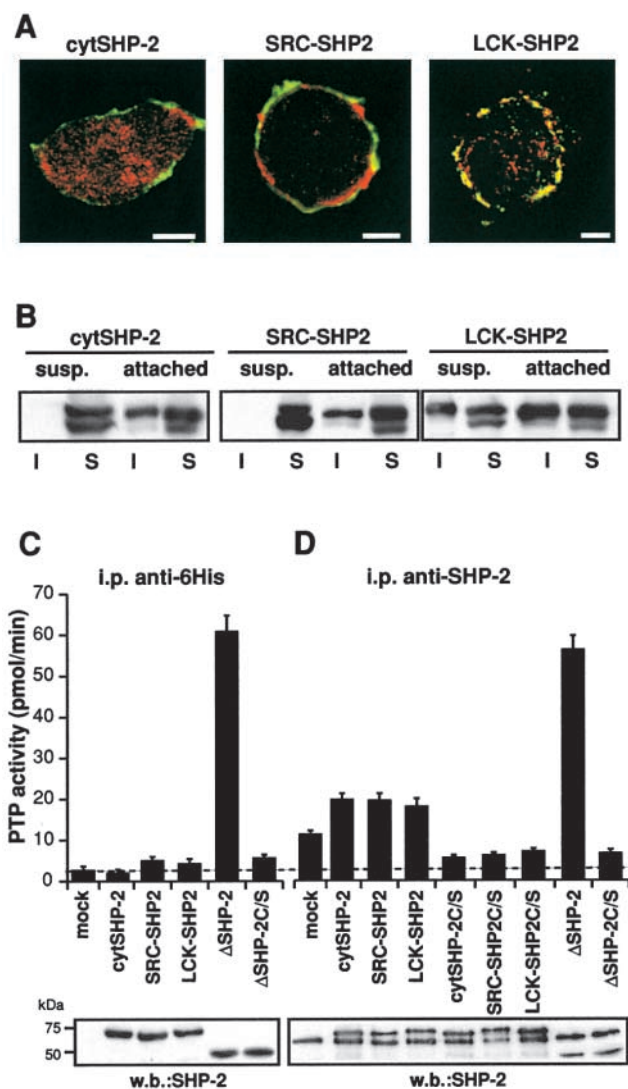 A
cytSHP-2 SRC-SHP2 LCK-SHP2
B
cytSHP-2 SRC-SHP2 LCK-SHP2
susp. attached susp. attached susp. attached
I S I S I S I S I S I S
C D
i.p. anti-6His i.p. anti-SHP-2
PTP activity (pmol/min)
70
60
50
40
30
20
10
0
mock
cytSHP-2
SRC-SHP2
LCK-SHP2
ΔSHP-2
ΔSHP-2C/S
mock
cytSHP-2
SRC-SHP2
LCK-SHP2
cytSHP-2C/S
SRC-SHP2C/S
LCK-SHP2C/S
ΔSHP-2
ΔSHP-2C/S
kDa
75
50
w.b.:SHP-2 w.b.:SHP-2